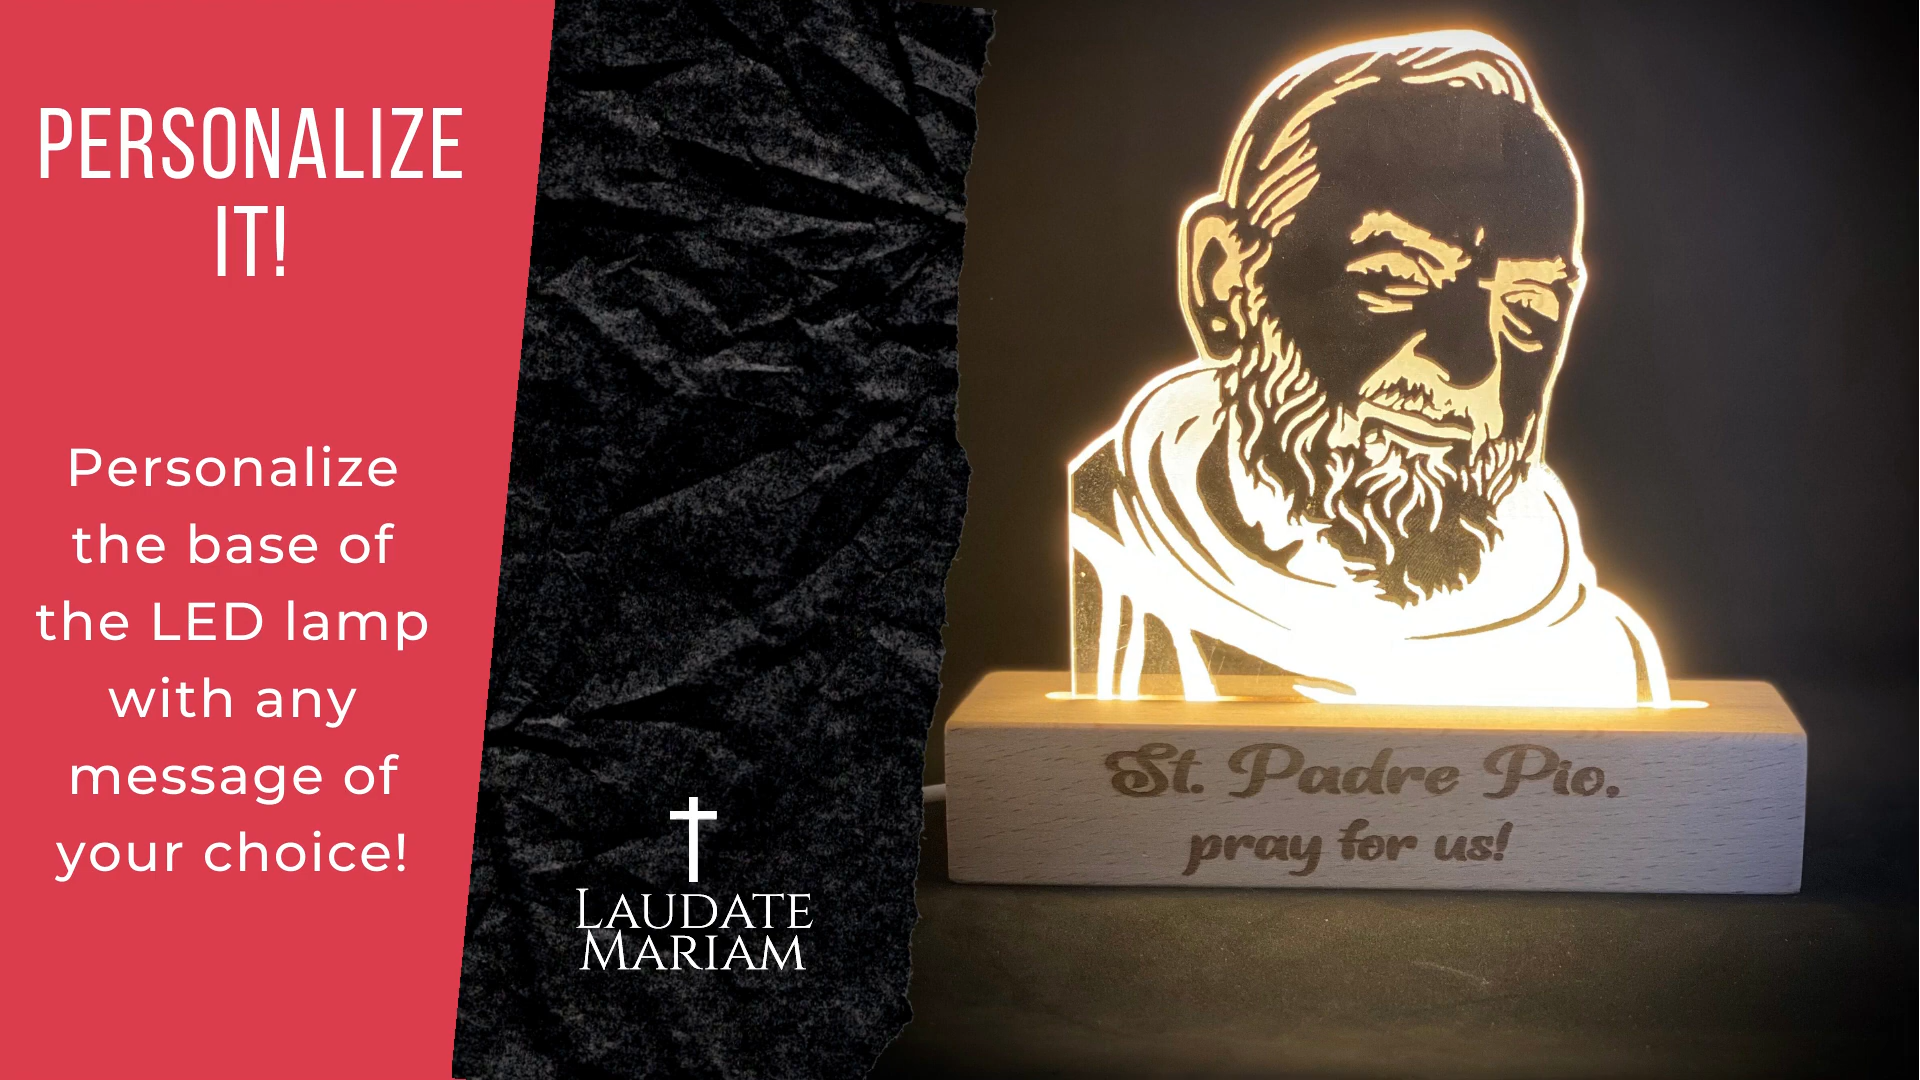 PERSONALIZE
IT!
Personalize
the base of
the LED lamp
with any
message of
your choice!
LAUDATE
MARIAM
St. Padre Pio.
pray for us!